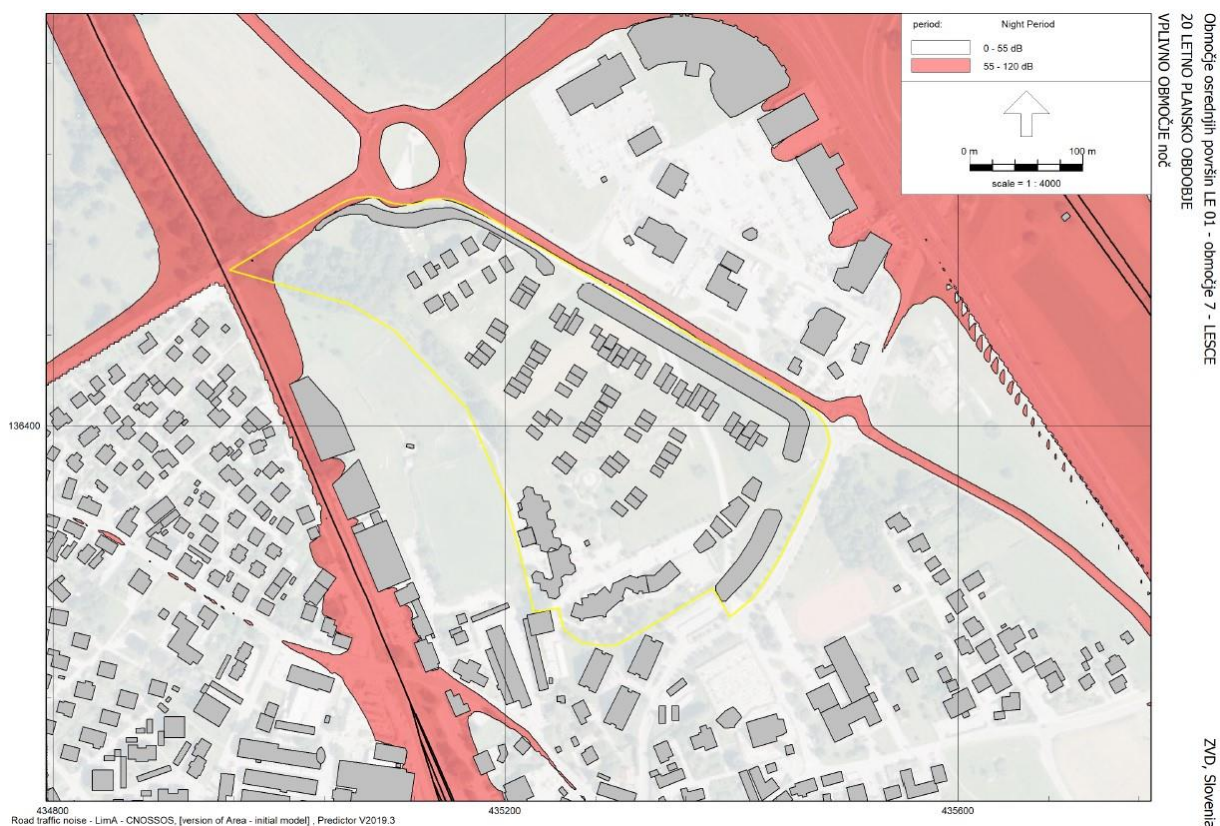 period: Night Period
0 - 55 dB
55 - 120 dB
0 m 100 m
scale = 1 : 4000
Območje osrednjih površin LE 01 - območje 7 - LESCE
20 LETNO PLANSKO OBDOBJE
VPLIVNO OBMOČJE noč
ZVD, Slovenia
136400
434800 435200 435600
Road traffic noise - LimA - CNOSSOS, [version of Area - initial model] , Predictor V2019.3